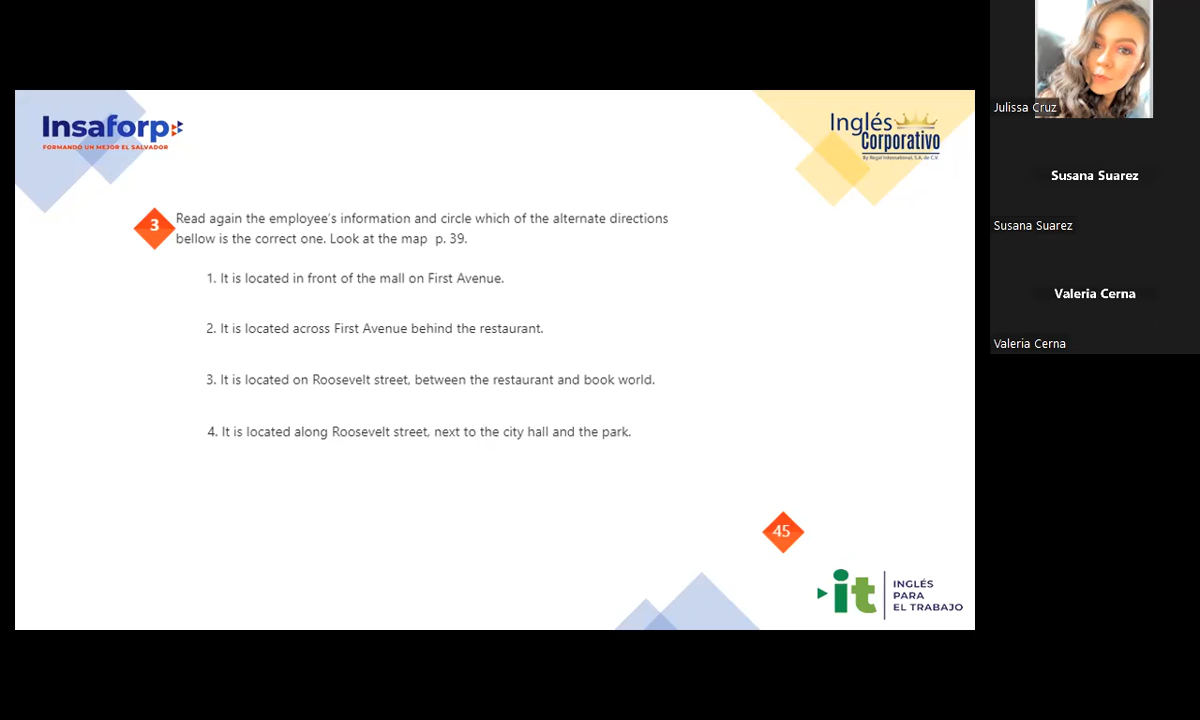 Insaforp
FORMANDO UN MEJOR EL SALVADOR
Inglés
Corporativo
By Regal International, S.A. de C.V.
3
Read again the employee's information and circle which of the alternate directions
bellow is the correct one. Look at the map p. 39.
1. It is located in front of the mall on First Avenue.
2. It is located across First Avenue behind the restaurant.
3. It is located on Roosevelt street, between the restaurant and book world.
4. It is located along Roosevelt street, next to the city hall and the park.
45
it
INGLÉS
PARA
EL TRABAJO
Julissa Cruz
Susana Suarez
Susana Suarez
Valeria Cerna
Valeria Cerna